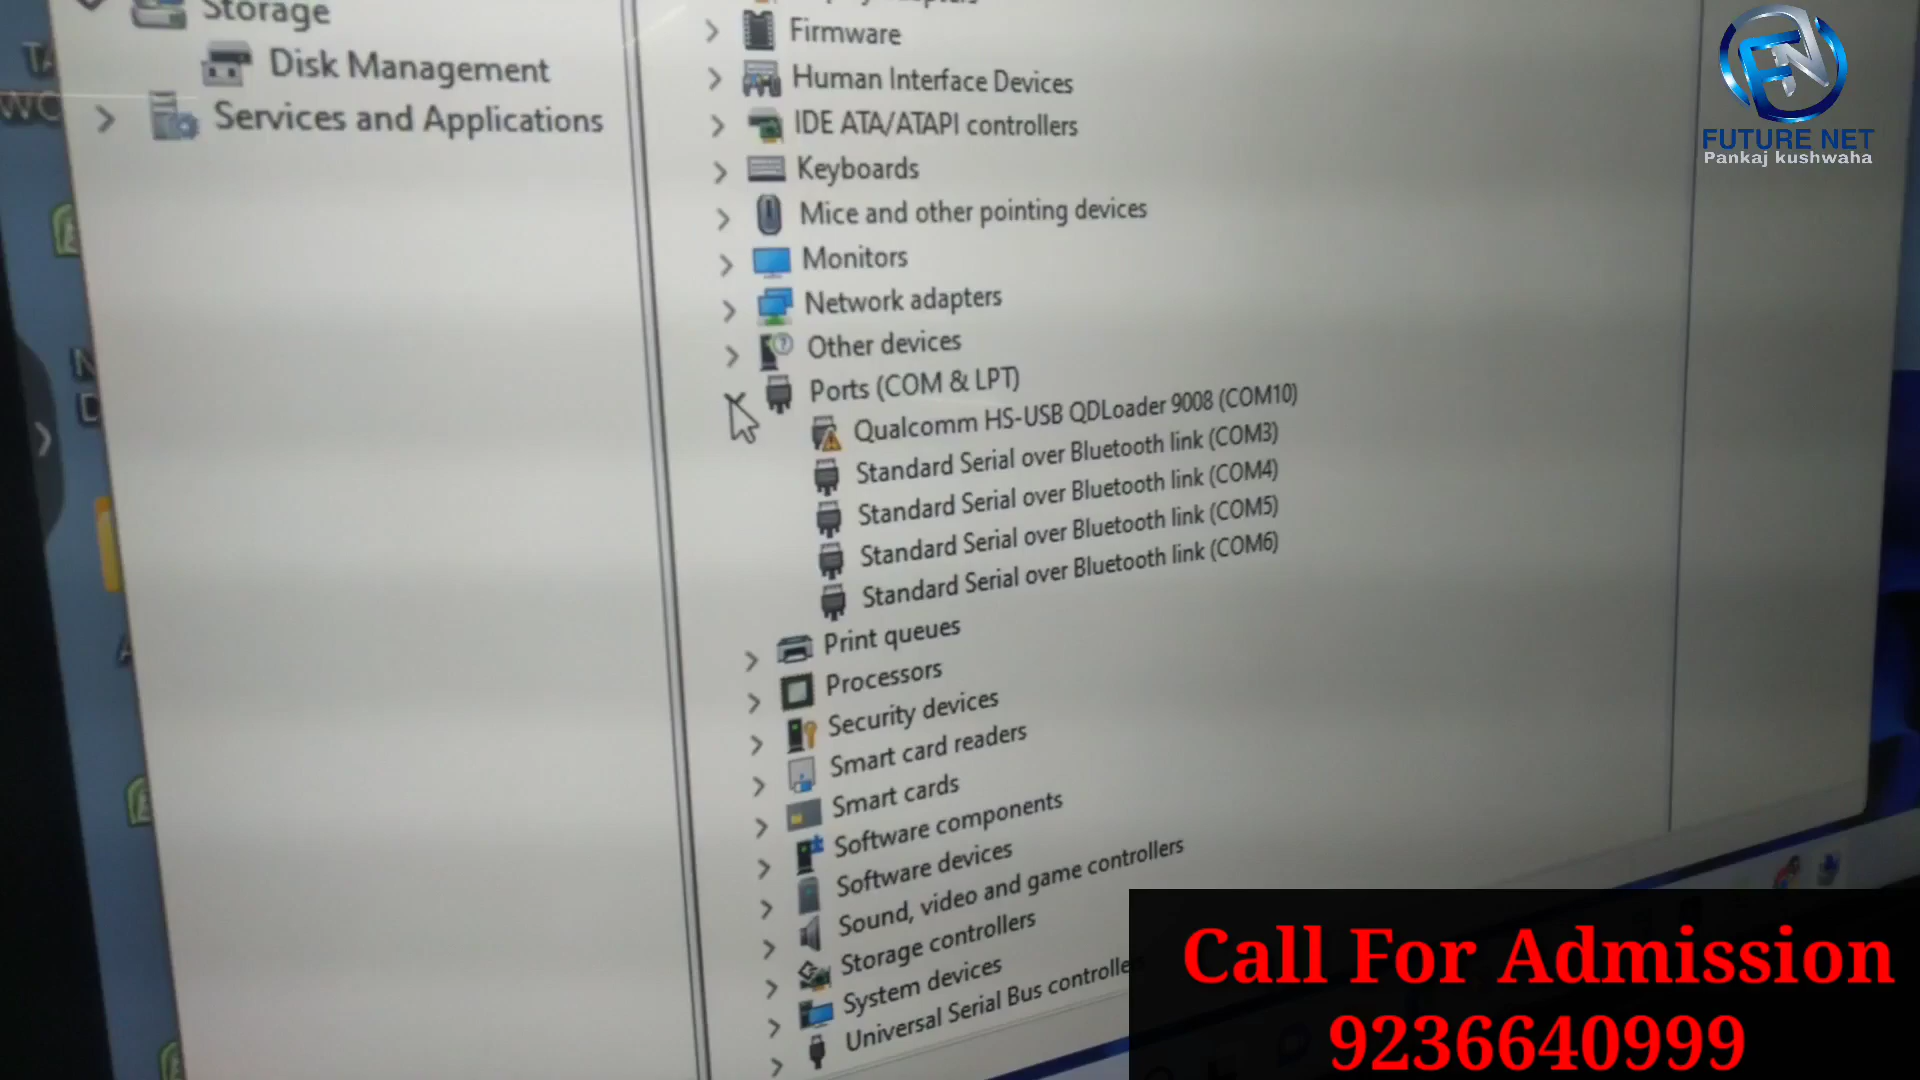 Storage
Disk Management
Services and Applications
Firmware
Human Interface Devices
IDE ATA/ATAPI controllers
Keyboards
Mice and other pointing devices
Monitors
Network adapters
Other devices
Ports (COM & LPT)
Qualcomm HS-USB QDLoader 9008 (COM10)
Standard Serial over Bluetooth link (COM3)
Standard Serial over Bluetooth link (COM4)
Standard Serial over Bluetooth link (COM5)
Standard Serial over Bluetooth link (COM6)
Print queues
Processors
Security devices
Smart card readers
Smart cards
Software components
Software devices
Sound, video and game controllers
Storage controllers
System devices
Universal Serial Bus controlle
FUTURE NET
Pankaj kushwaha
Call For Admission
9236640999